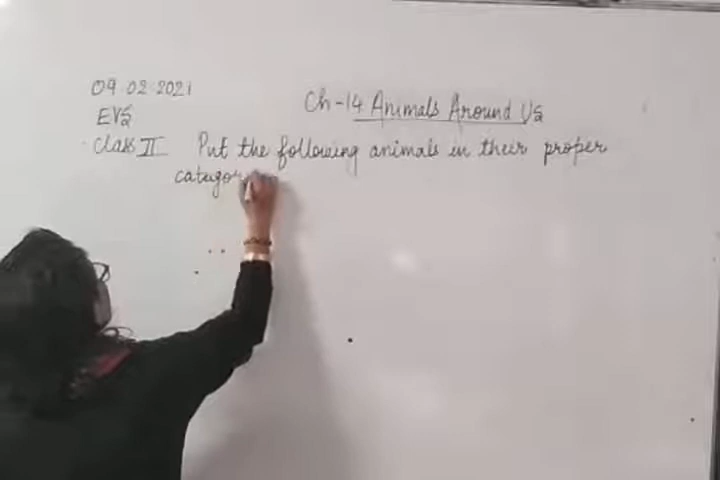 09.02.2021
Ch-14 Animals Around Us
EVS
Class II Put the following animals in their proper